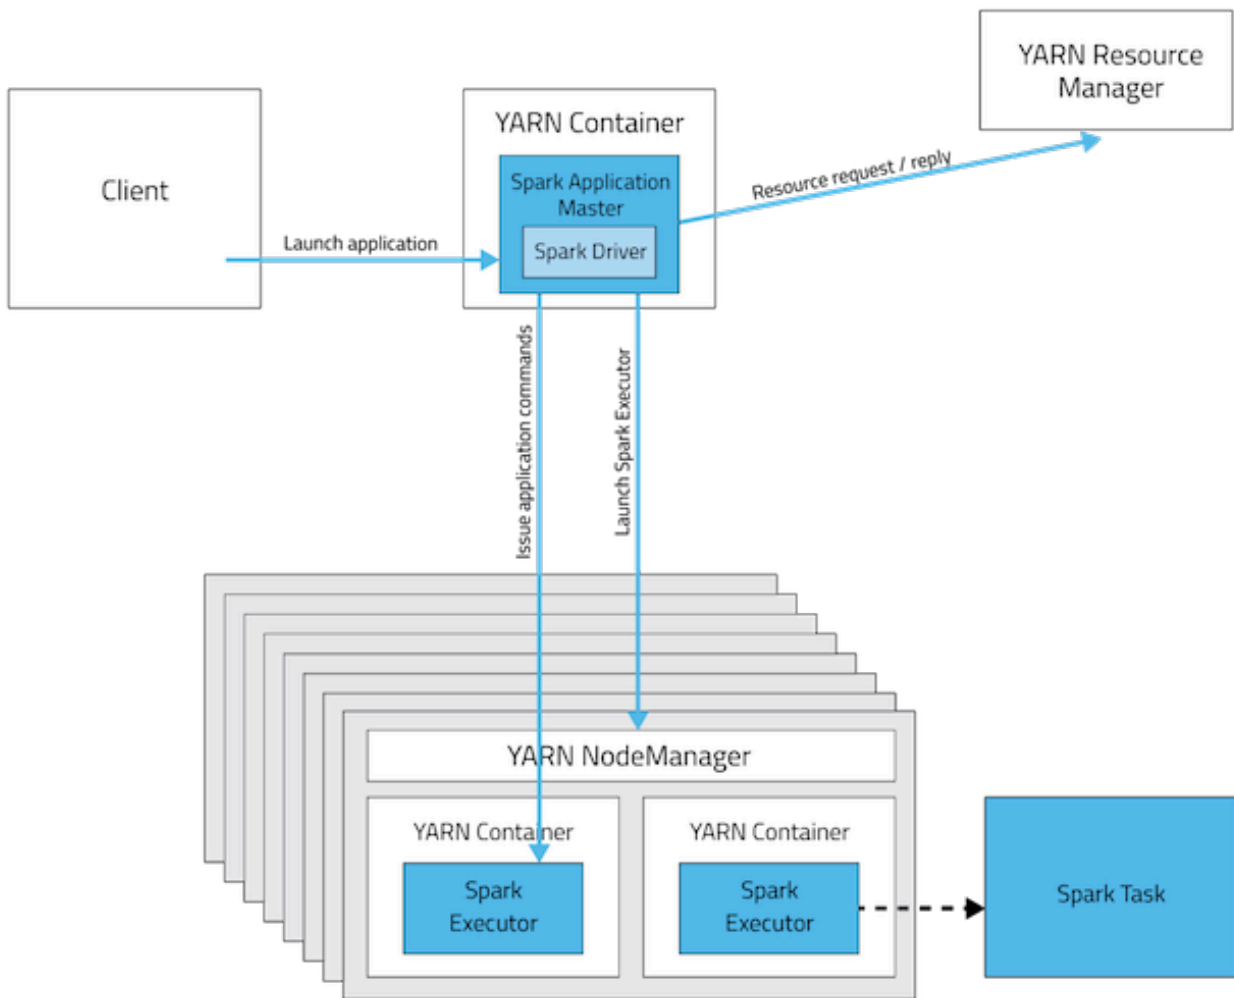 YARN Resource
Manager
YARN Container
Client
Spark Application
Master
Spark Driver
Launch application
Resource request / reply
Issue application commands
Launch Spark Executor
YARN NodeManager
YARN Container
Spark
Executor
YARN Container
Spark
Executor
Spark Task